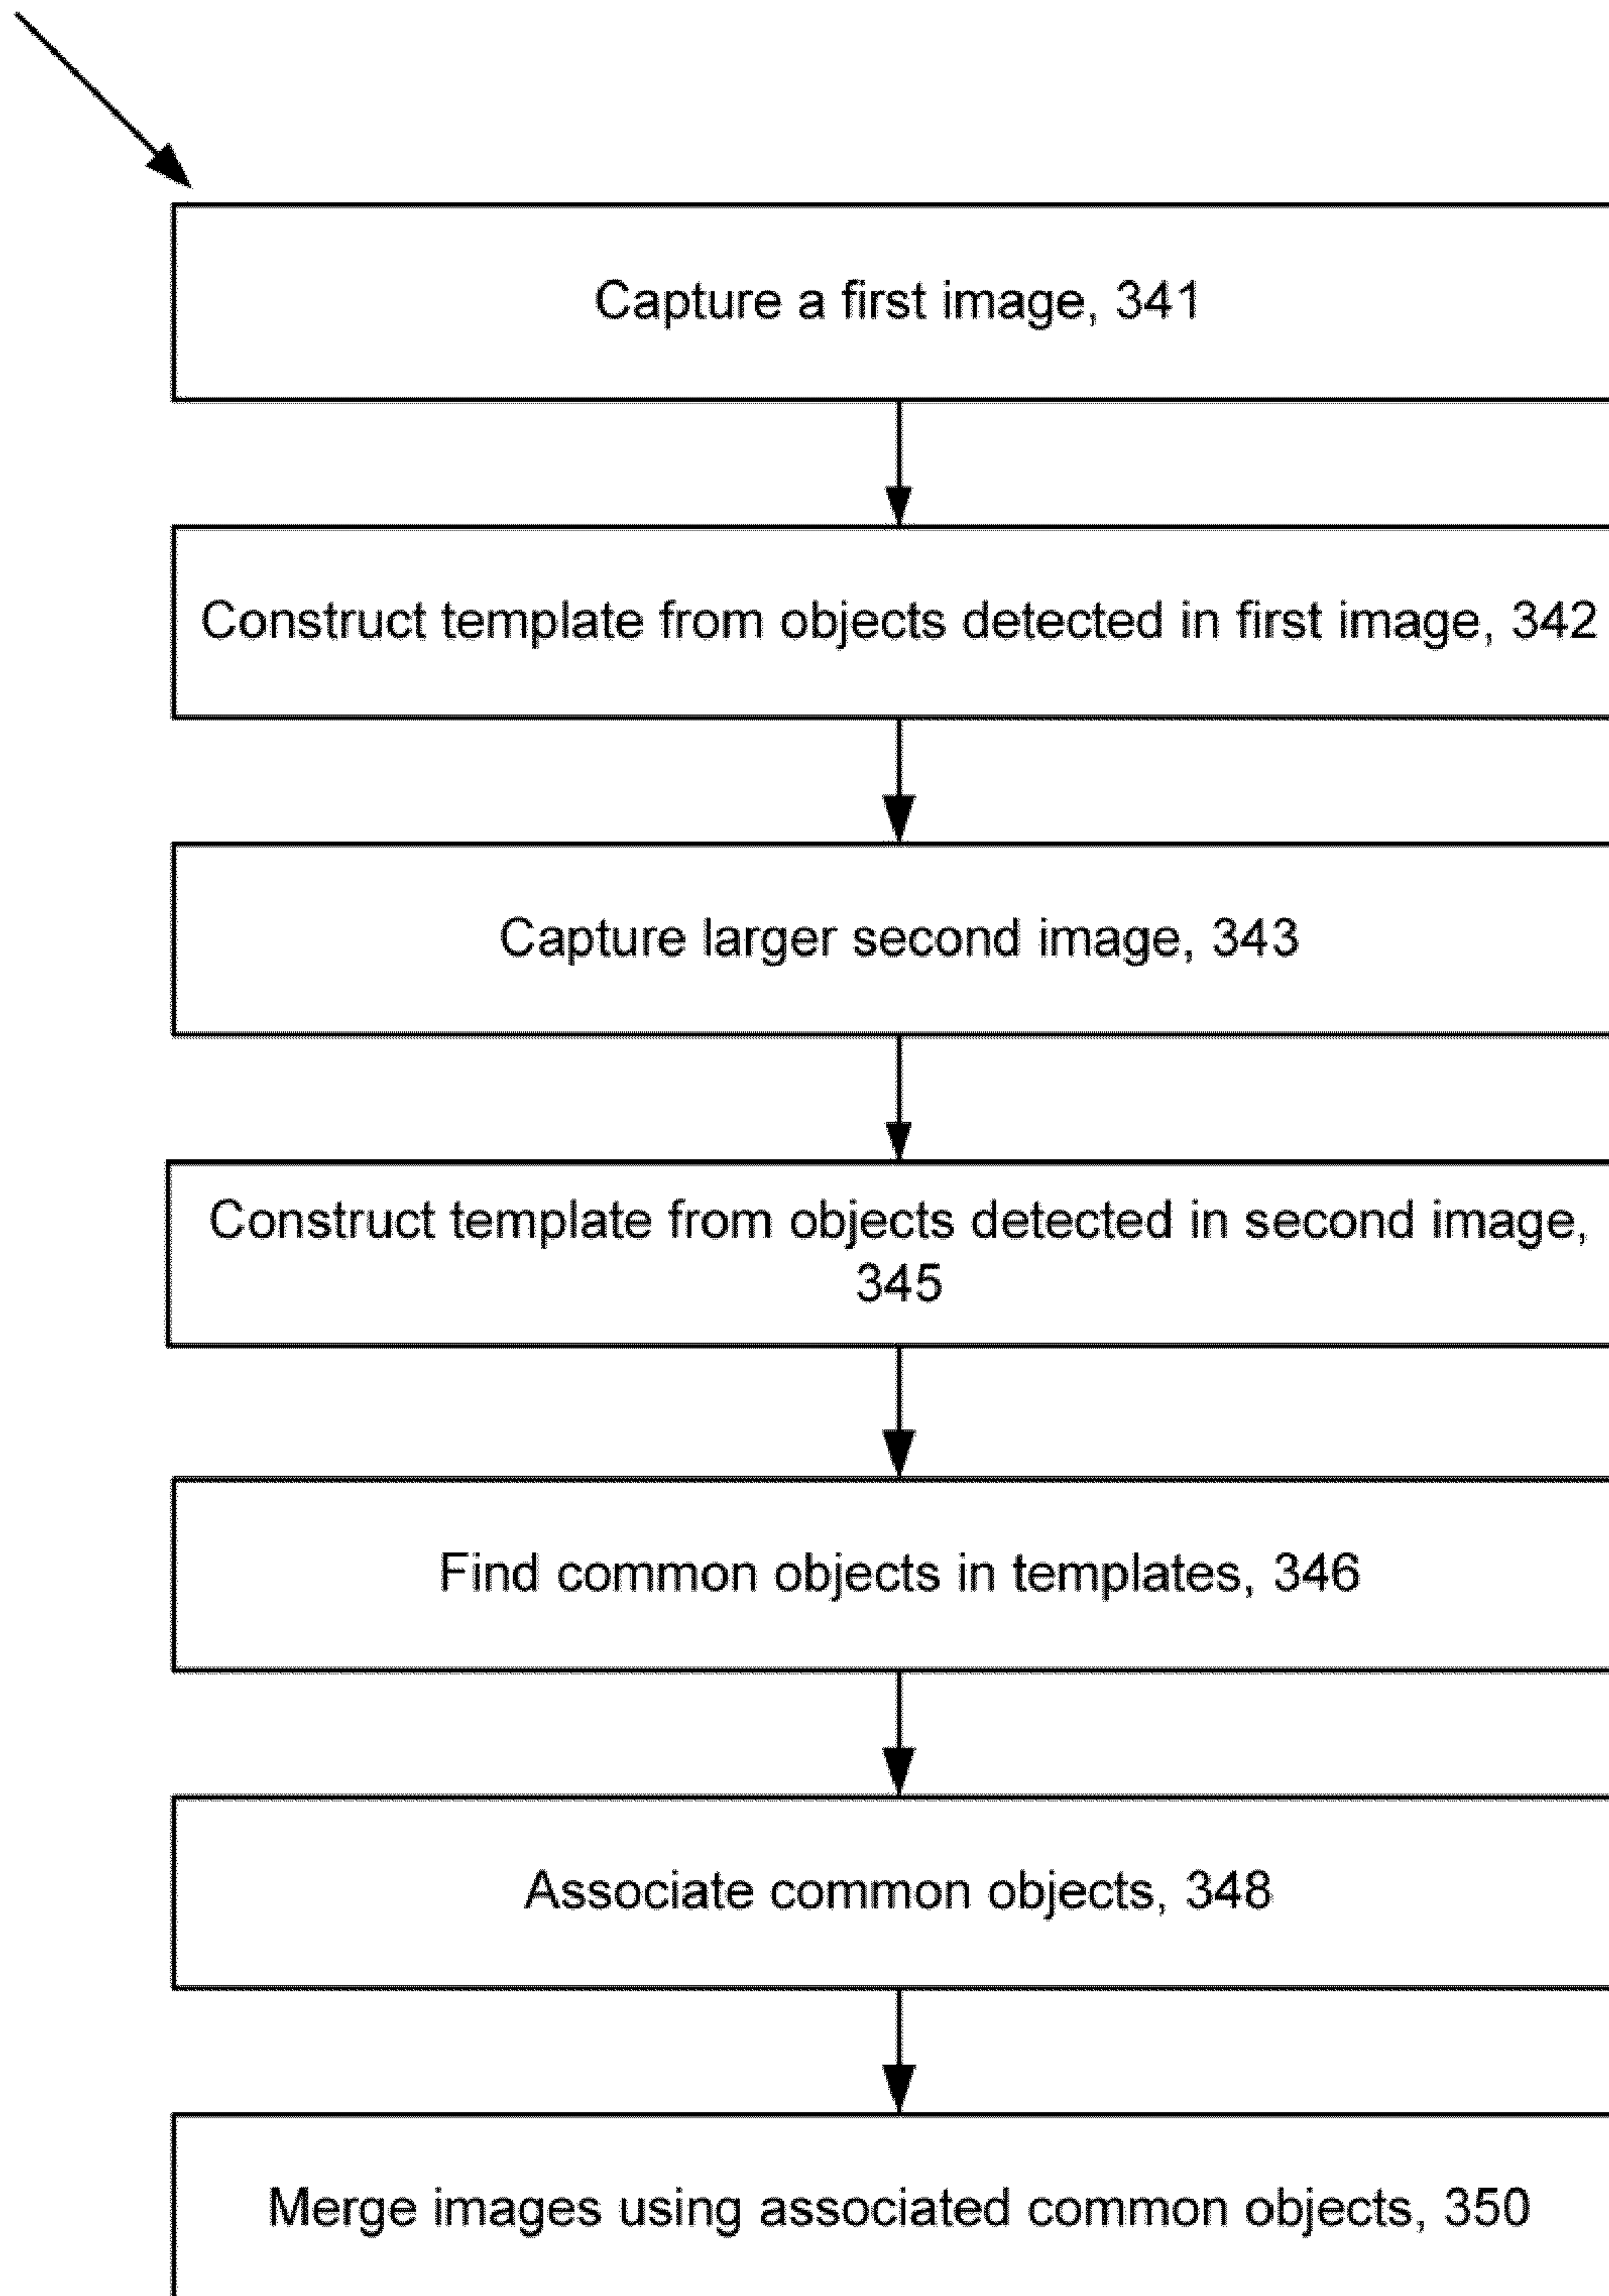 Capture a first image, 341
Construct template from objects detected in first image, 342
Capture larger second image, 343
Construct template from objects detected in second image,
345
Find common objects in templates, 346
Associate common objects, 348
Merge images using associated common objects, 350